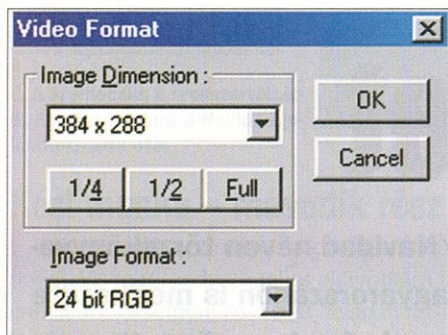 Video Format
Image Dimension :
384 x 288
1/4 1/2 Full
OK
Cancel
Image Format :
24 bit RGB